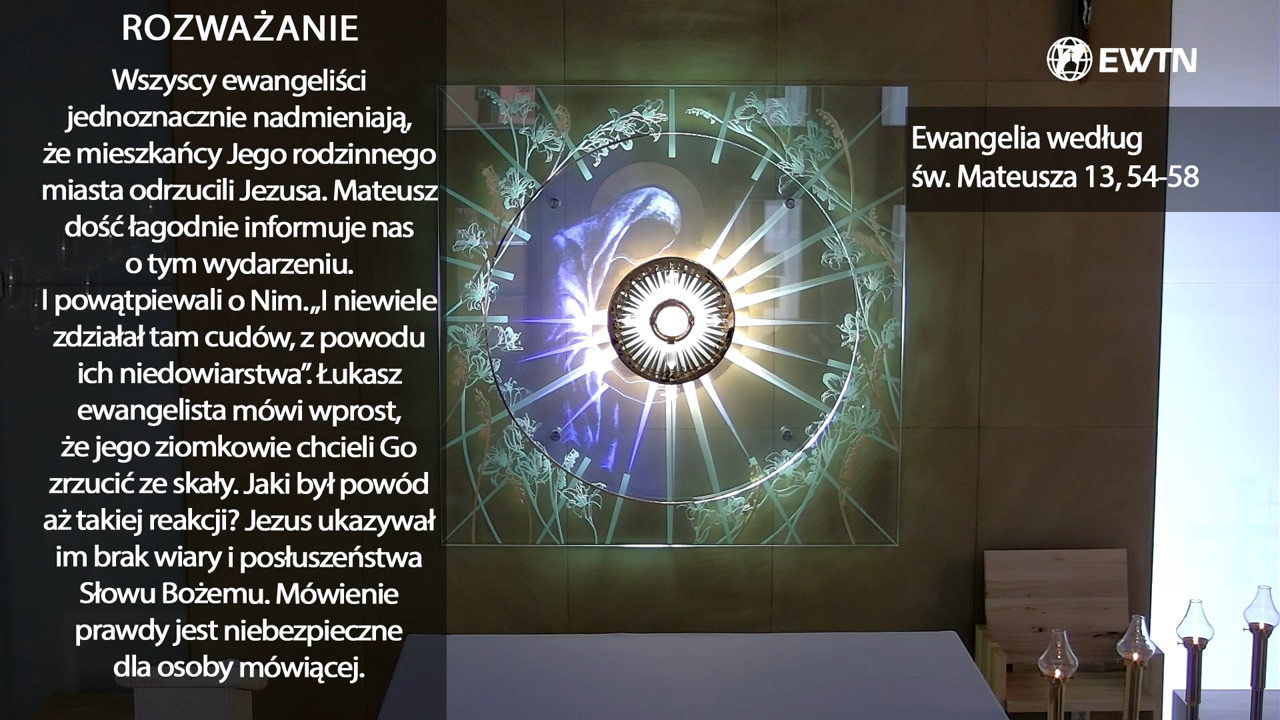 ROZWAŻANIE
Wszyscy ewangeliści
jednoznacznie nadmieniają,
że mieszkańcy Jego rodzinnego
miasta odrzucili Jezusa. Mateusz
dość łagodnie informuje nas
o tym wydarzeniu.
I powątpiewali o Nim.„I niewiele
zdziałał tam cudów, z powodu
ich niedowiarstwa”. Łukasz
ewangelista mówi wprost,
że jego ziomkowie chcieli Go
zrzucić ze skały. Jaki był powód
aż takiej reakcji? Jezus ukazywał
im brak wiary i posłuszeństwa
Słowu Bożemu. Mówienie
prawdy jest niebezpieczne
dla osoby mówiącej.
EWTN
Ewangelia według
św. Mateusza 13, 54-58